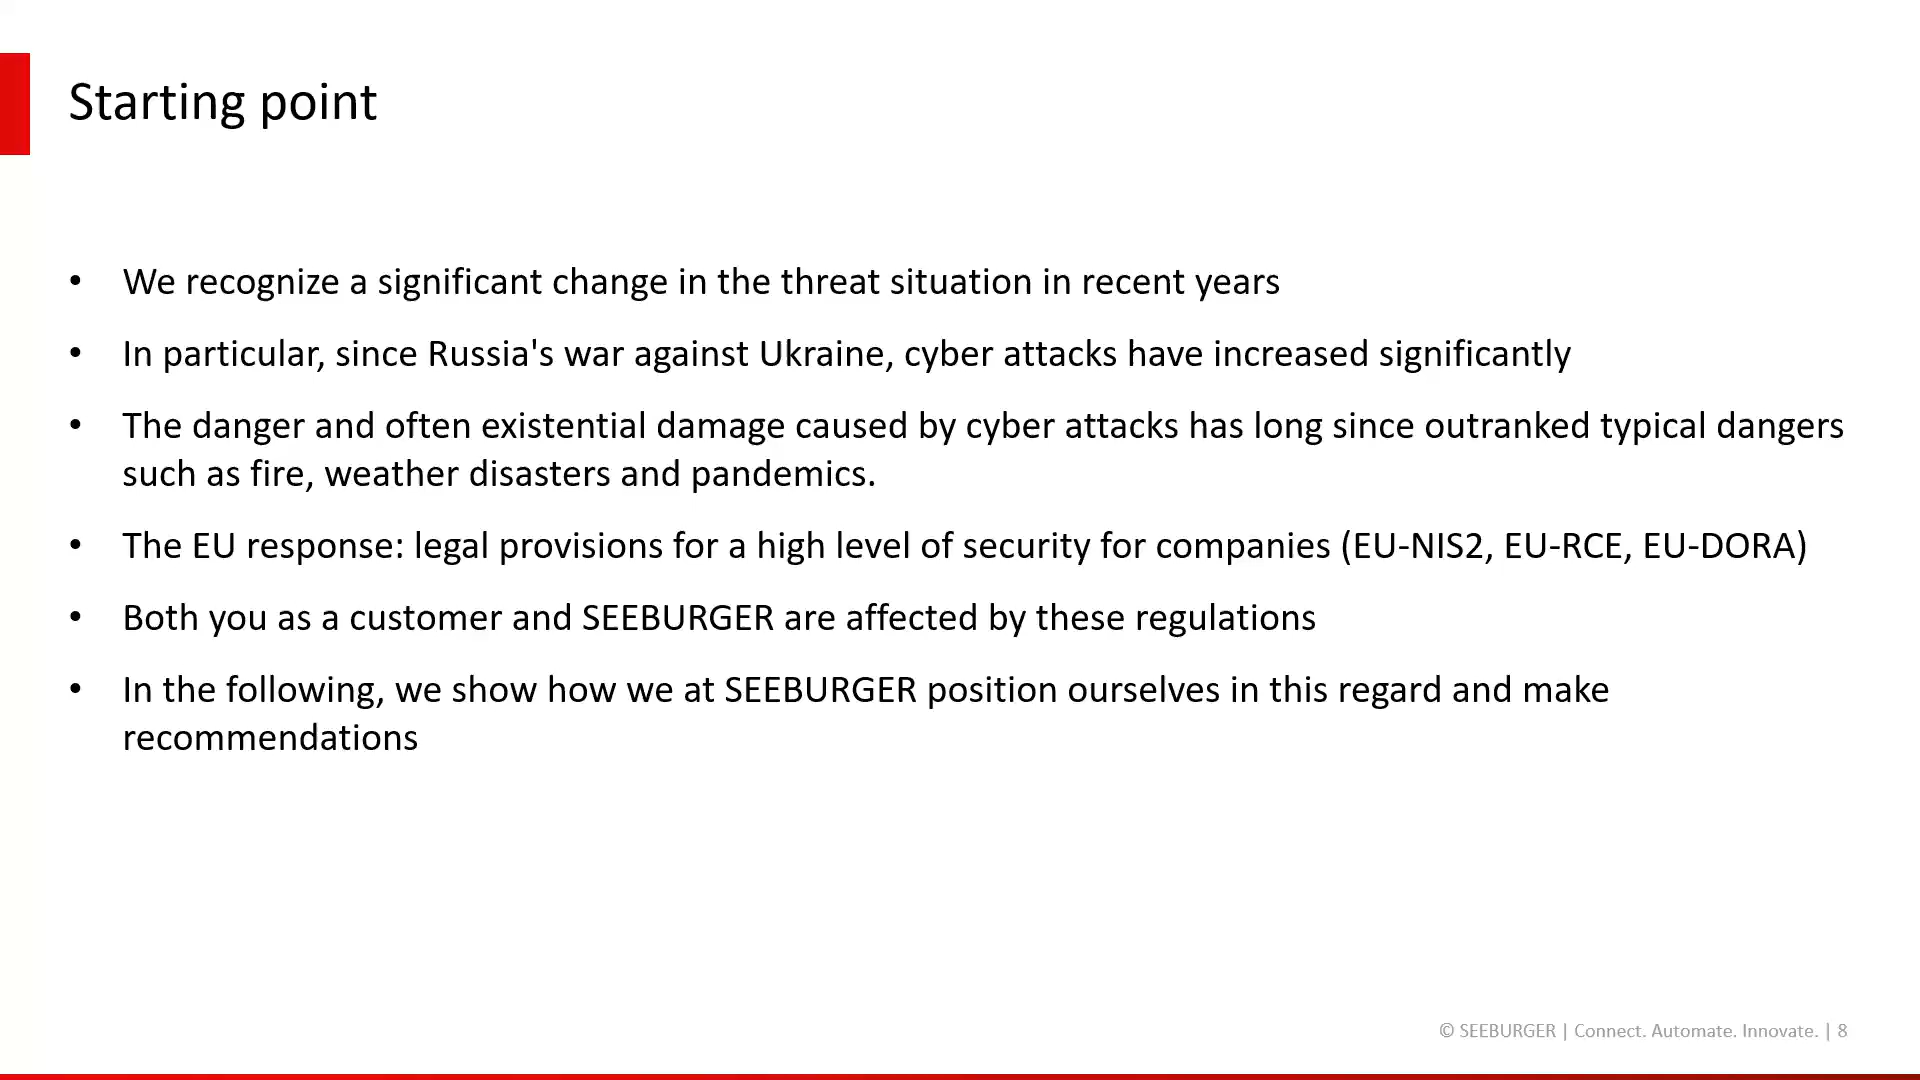 Starting point
• We recognize a significant change in the threat situation in recent years
• In particular, since Russia's war against Ukraine, cyber attacks have increased significantly
• The danger and often existential damage caused by cyber attacks has long since outranked typical dangers
such as fire, weather disasters and pandemics.
• The EU response: legal provisions for a high level of security for companies (EU-NIS2, EU-RCE, EU-DORA)
• Both you as a customer and SEEBURGER are affected by these regulations
• In the following, we show how we at SEEBURGER position ourselves in this regard and make
recommendations
© SEEBURGER | Connect. Automate. Innovate. | 8